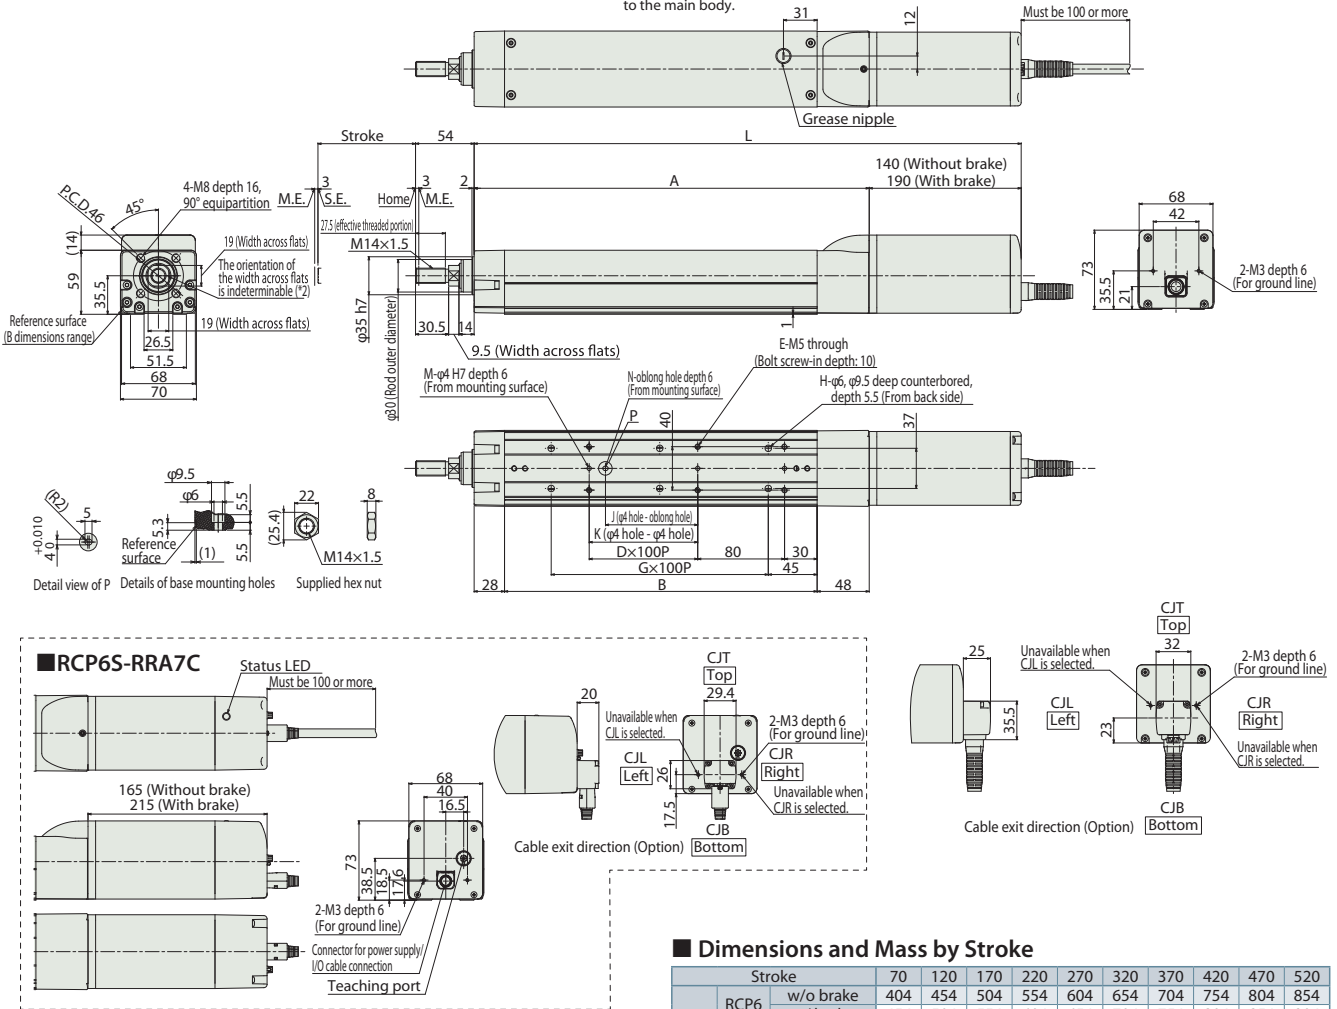 to the main body.
31
12
Must be 100 or more
Grease nipple
Stroke
54
L
140 (Without brake)
190 (With brake)
A
3
M.E.
S.E.
3
2
Home
M.E.
27.5 (effective threaded portion)
M14×1.5
P.C.D.46
45°
4-M8 depth 16,
90° equipartition
(14)
59
35.5
19 (Width across flats)
The orientation of
the width across flats
is indeterminable (*2)
Reference surface
(B dimensions range)
19 (Width across flats)
26.5
51.5
68
70
φ35 h7
φ30 (Rod outer diameter)
30.5
14
9.5 (Width across flats)
1
68
42
73
35.5
21
2-M3 depth 6
(For ground line)
E-M5 through
(Bolt screw-in depth: 10)
M-φ4 H7 depth 6
(From mounting surface)
N-oblong hole depth 6
(From mounting surface)
H-φ6, φ9.5 deep counterbored,
depth 5.5 (From back side)
P
40
37
J (φ4 hole - oblong hole)
K (φ4 hole - φ4 hole)
D×100P
80
30
G×100P
45
28
B
48
(R2)
5
+0.010
4 0
Detail view of P
φ9.5
φ6
5.5
5.3
5.5
Reference
surface
(1)
Details of base mounting holes
22
8
(25.4)
M14×1.5
Supplied hex nut
■RCP6S-RRA7C
Status LED
Must be 100 or more
165 (Without brake)
215 (With brake)
68
40
16.5
73
38.5
18.5
17.6
2-M3 depth 6
(For ground line)
Connector for power supply/
I/O cable connection
Teaching port
20
CJT
Top
29.4
Unavailable when
CJL is selected.
2-M3 depth 6
(For ground line)
CJL
Left
26
17.5
CJR
Right
Unavailable when
CJR is selected.
CJB
Bottom
Cable exit direction (Option)
25
35.5
CJT
Top
32
Unavailable when
CJL is selected.
2-M3 depth 6
(For ground line)
CJL
Left
23
CJR
Right
Unavailable when
CJR is selected.
CJB
Bottom
Cable exit direction (Option)
■ Dimensions and Mass by Stroke
Stroke 70 120 170 220 270 320 370 420 470 520
RCP6 w/o brake 404 454 504 554 604 654 704 754 804 854